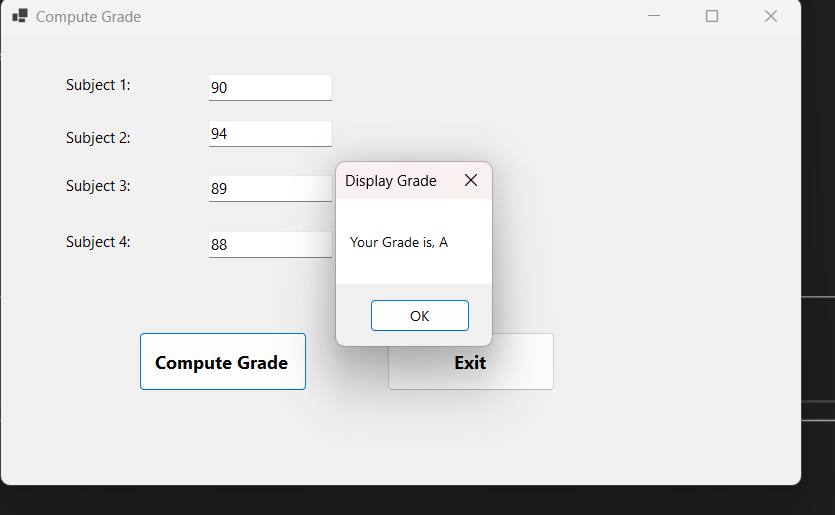 Compute Grade
Subject 1: 90
Subject 2: 94
Subject 3: 89
Subject 4: 88
Display Grade
Your Grade is, A
OK
Compute Grade Exit